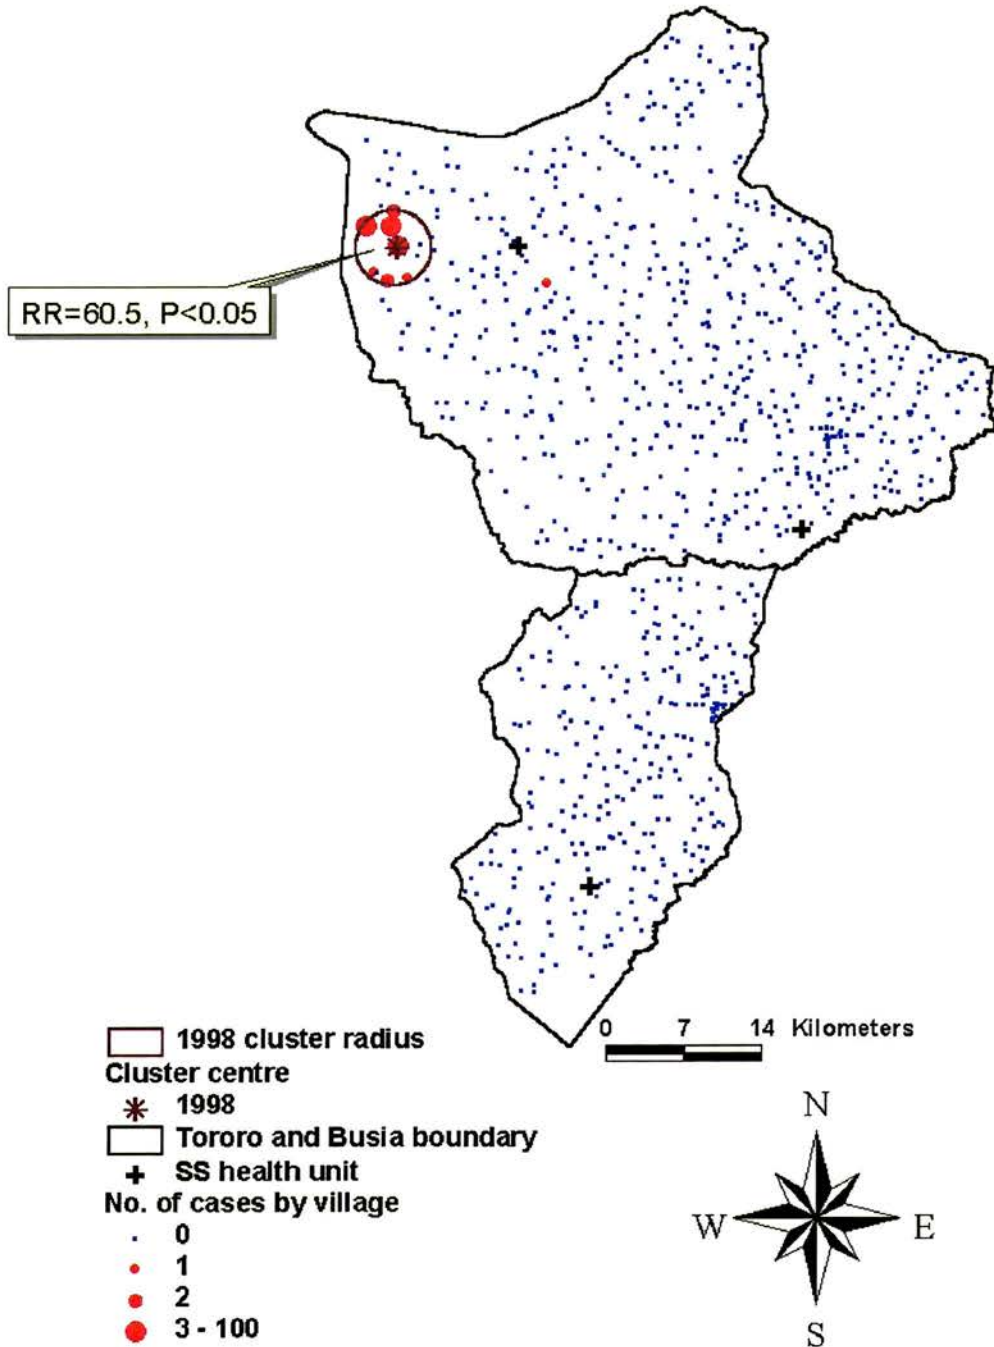 RR=60.5, P<0.05
0 7 14 Kilometers
1998 cluster radius
Cluster centre
1998
Tororo and Busia boundary
SS health unit
No. of cases by village
0
1
2
3 - 100
N
W E
S